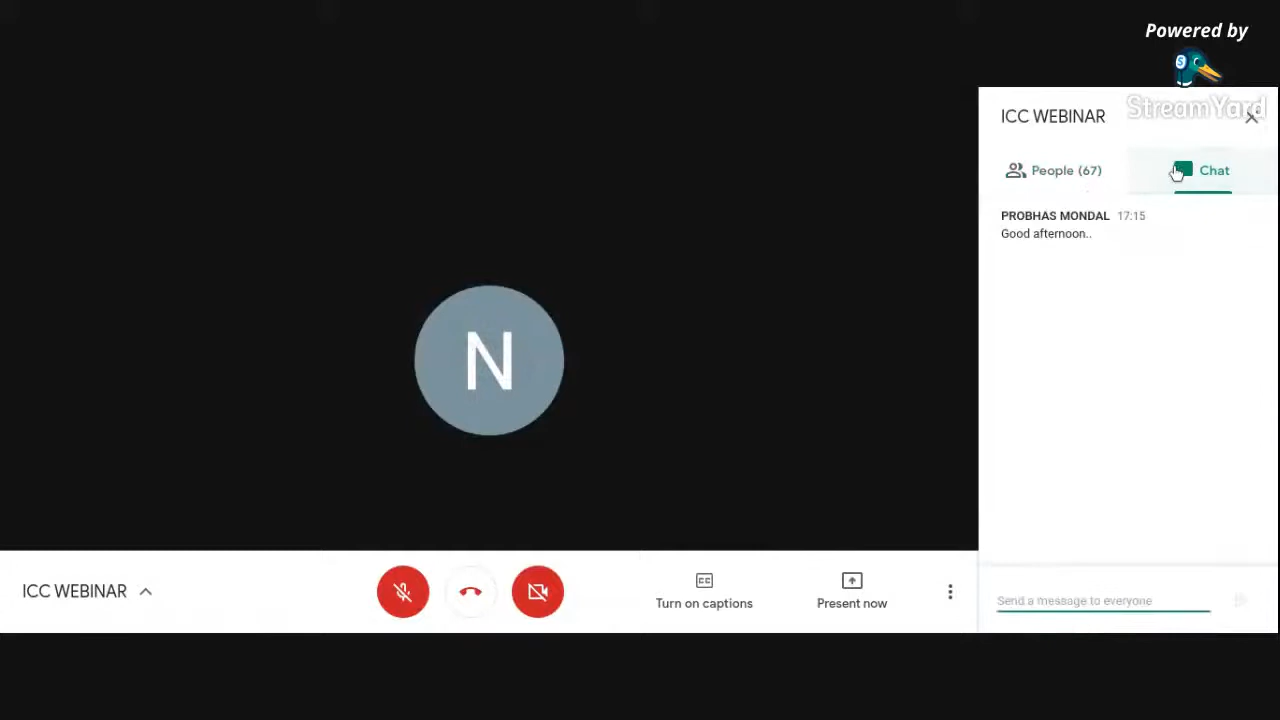 Powered by
S
StreamYard
ICC WEBINAR
People (67)
Chat
PROBHAS MONDAL 17:15
Good afternoon..
N
ICC WEBINAR
CC
Turn on captions
Present now
Send a message to everyone